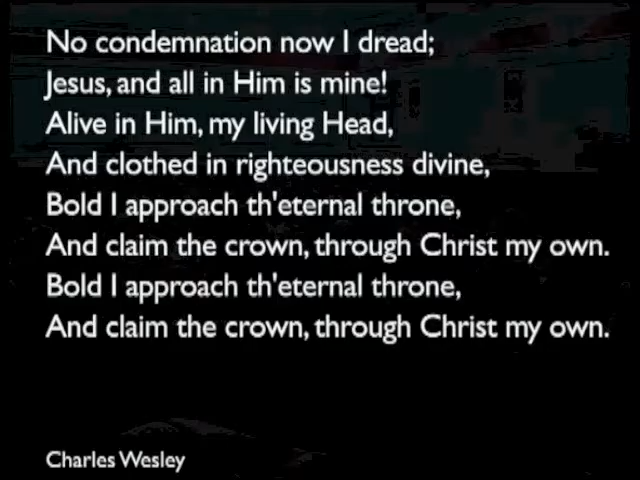 No condemnation now I dread;
Jesus, and all in Him is mine!
Alive in Him, my living Head,
And clothed in righteousness divine,
Bold I approach th'eternal throne,
And claim the crown, through Christ my own.
Bold I approach th'eternal throne,
And claim the crown, through Christ my own.
Charles Wesley